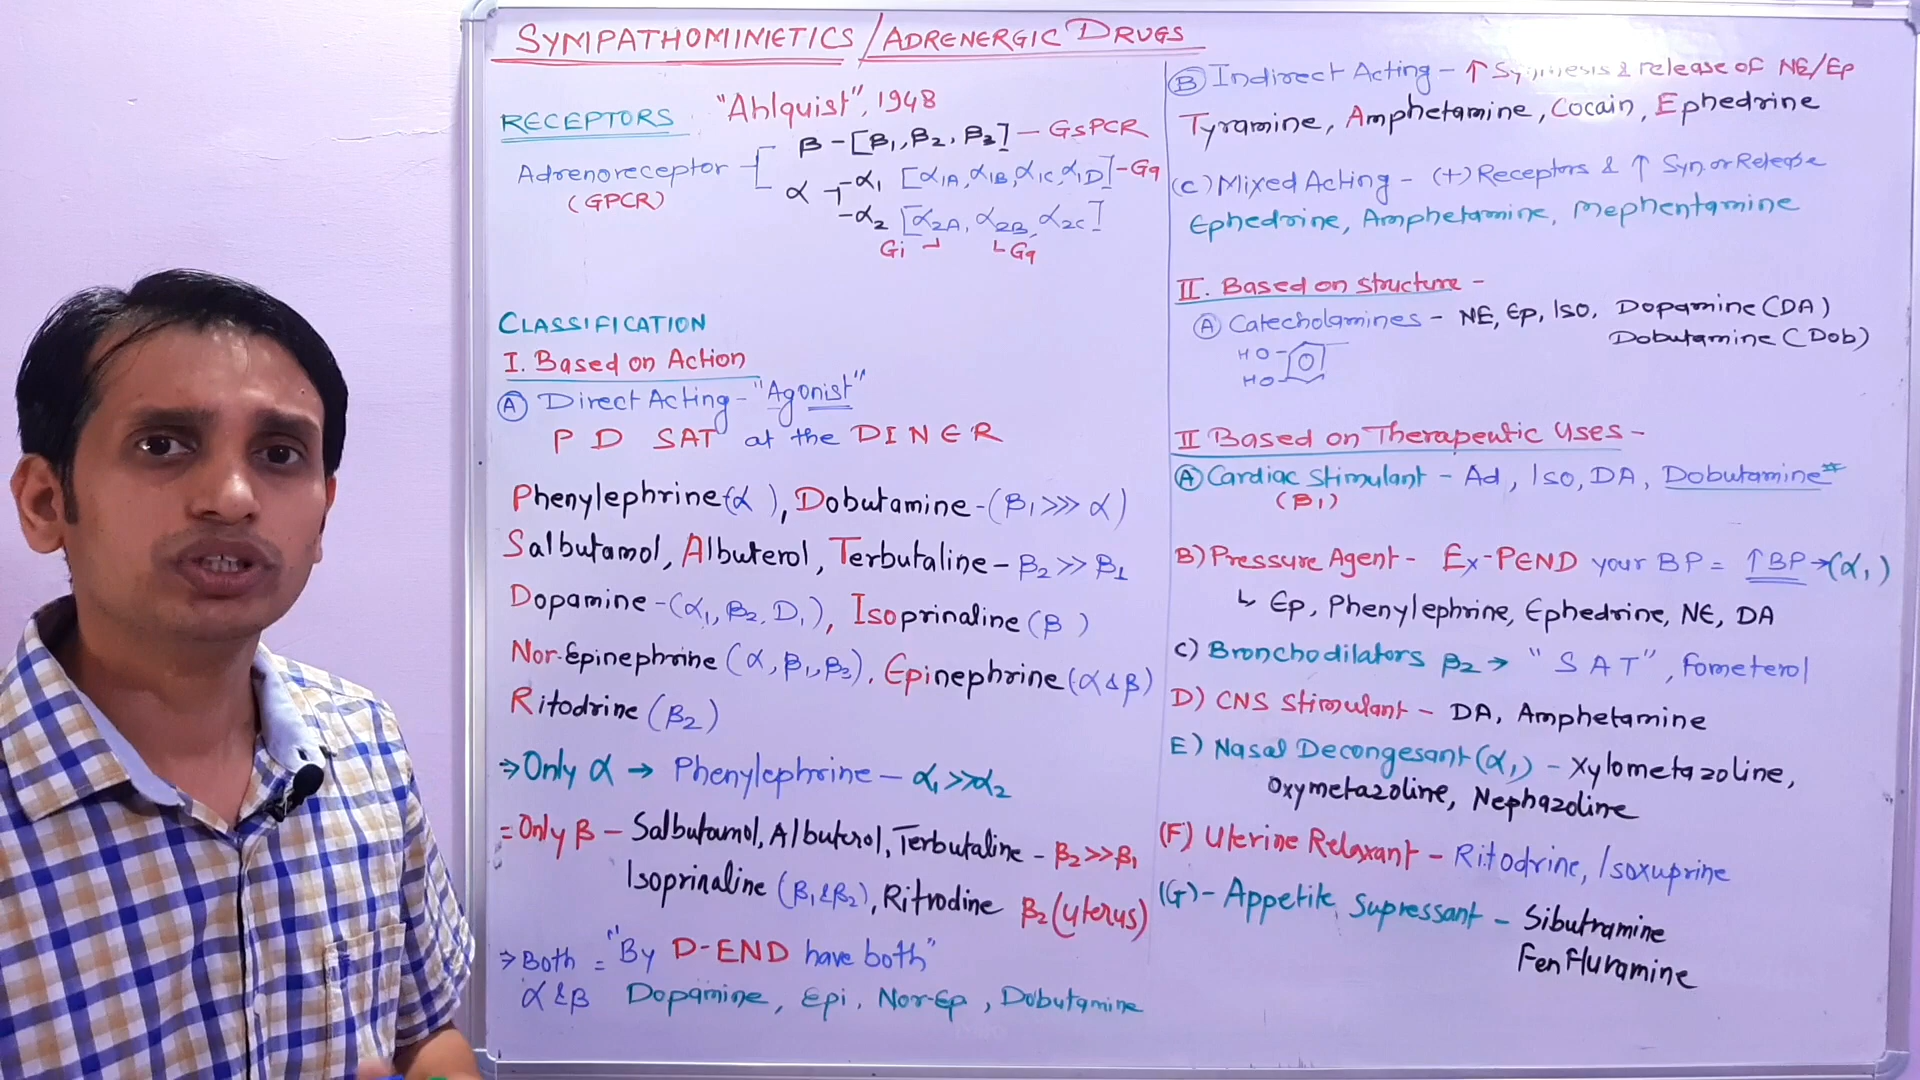 SYMPATHOMIMETICS / ADRENERGIC DRUGS
RECEPTORS "Ahlquist", 1948
Adrenoreceptor
(GPCR)
β - [β1, β2, β3] - GsPCR
α - α1 [α1A, α1B, α1C, α1D] - Gq
- α2 [α2A, α2B, α2C]
Gi Gq
CLASSIFICATION
I. Based on Action
(A) Direct Acting - "Agonist"
P D SAT at the DINER
Phenylephrine (α), Dobutamine - (β1 >>> α)
Salbutamol, Albuterol, Terbutaline - β2 >> β1
Dopamine - (α1, β2, D1), Isoprinaline (β)
Nor-Epinephrine (α, β1, β3), Epinephrine (α & β)
Ritodrine (β2)
⇒ Only α → Phenylephrine - α1 >> α2
= Only β - Salbutamol, Albuterol, Terbutaline - β2 >> β1
Isoprinaline (β1 & β2), Ritrodine β2 (uterus)
⇒ Both = "By D-END have both"
α & β Dopamine, Epi, Nor-Ep, Dobutamine
(B) Indirect Acting - ↑ Synthesis & release of NE/Ep
Tyramine, Amphetamine, Cocain, Ephedrine
(C) Mixed Acting - (+) Receptors & ↑ Syn. or Release
Ephedrine, Amphetamine, Mephentamine
II. Based on structure -
(A) Catecholamines - NE, Ep, Iso, Dopamine (DA)
Dobutamine (Dob)
HO
HO
II Based on Therapeutic Uses -
(A) Cardiac Stimulant - Ad, Iso, DA, Dobutamine*
(β1)
B) Pressure Agent - Ex-PEND your BP = ↑ BP → (α1)
↳ Ep, Phenylephrine, Ephedrine, NE, DA
C) Bronchodilators β2 → "SAT", Fometerol
D) CNS Stimulant - DA, Amphetamine
E) Nasal Decongesant (α1) - Xylometazoline,
Oxymetazoline, Nephazoline
(F) Uterine Relaxant - Ritodrine, Isoxuprine
(G) - Appetite Supressant - Sibutramine
Fenfluramine